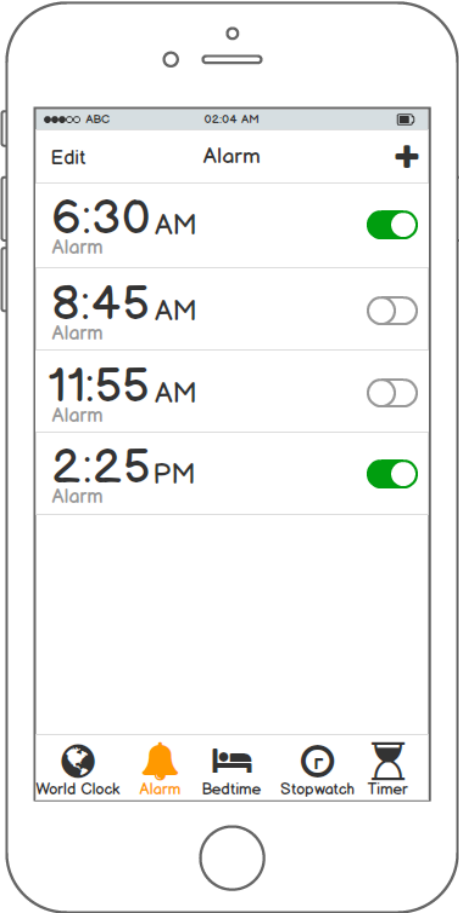 ABC 02:04 AM
Edit Alarm
6:30 AM
Alarm
8:45 AM
Alarm
11:55 AM
Alarm
2:25 PM
Alarm
r
World Clock Alarm Bedtime Stopwatch Timer